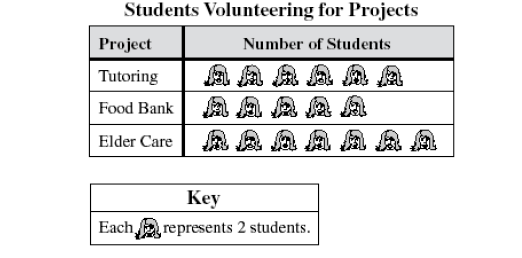 Students Volunteering for Projects
Project Number of Students
Tutoring
Food Bank
Elder Care
Key
Each represents 2 students.